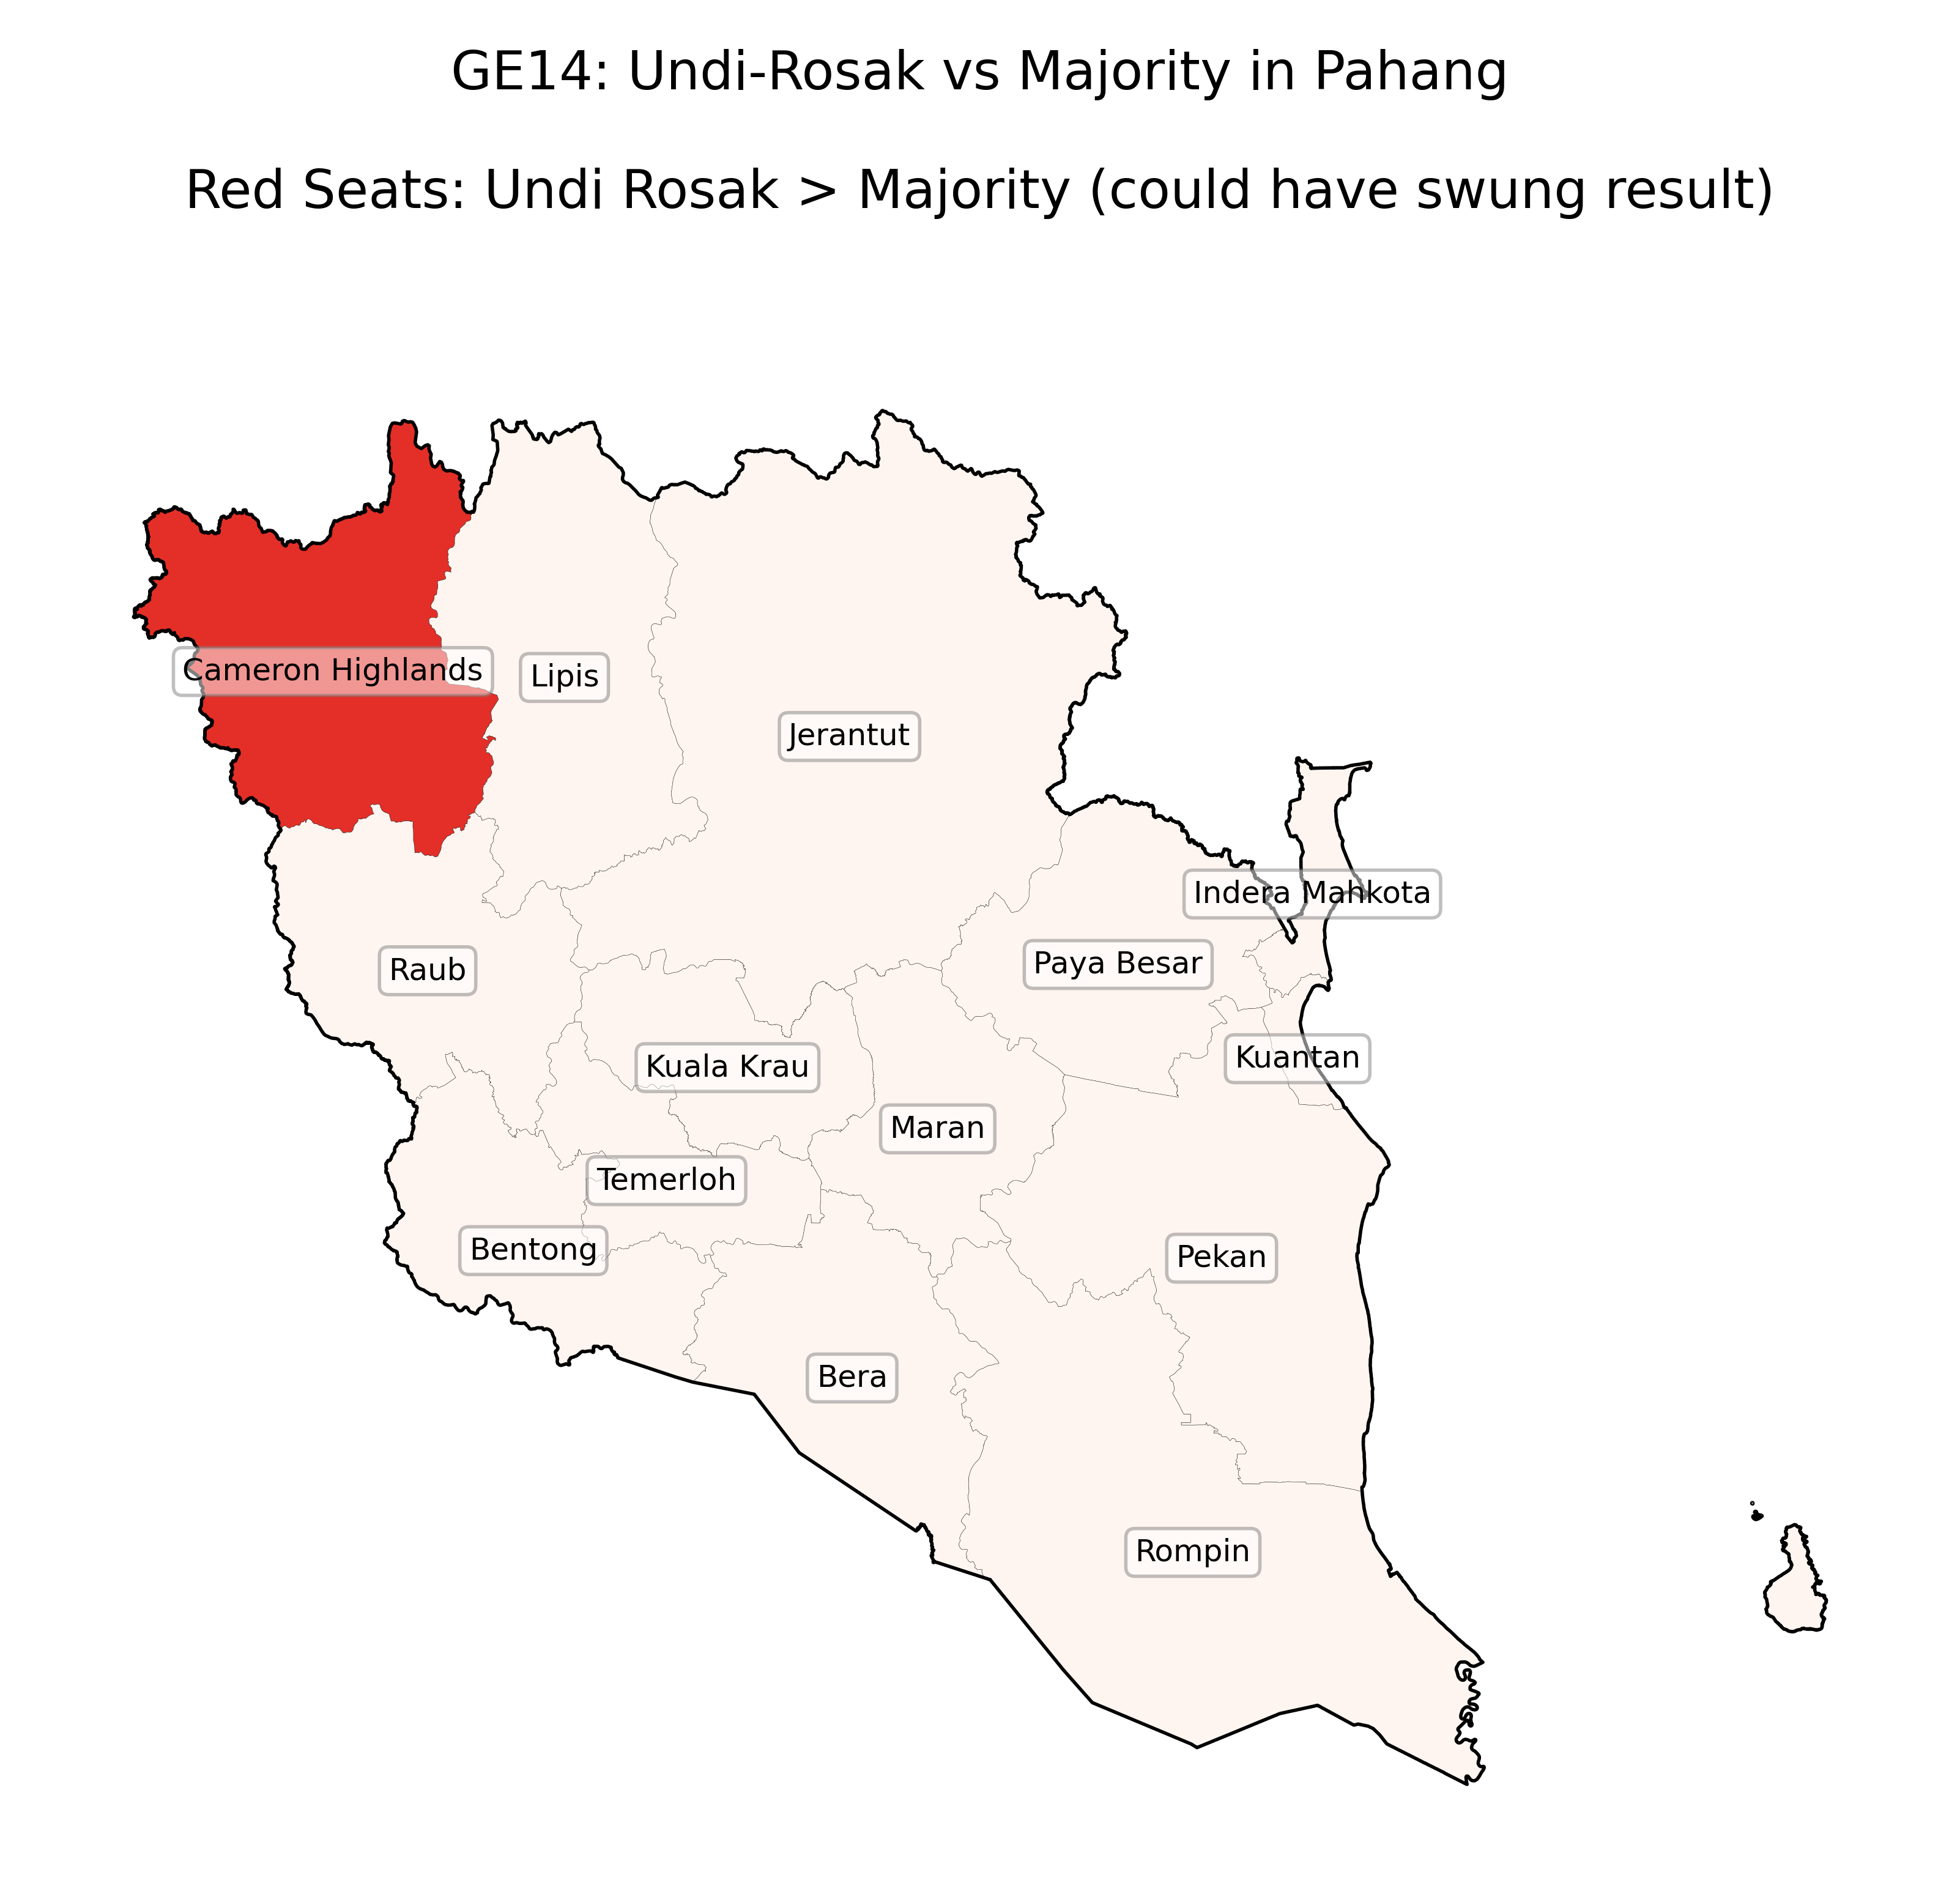 GE14: Undi-Rosak vs Majority in Pahang
Red Seats: Undi Rosak > Majority (could have swung result)
Cameron Highlands
Lipis
Jerantut
Indera Mahkota
Paya Besar
Raub
Kuantan
Kuala Krau
Maran
Temerloh
Bentong
Pekan
Bera
Rompin